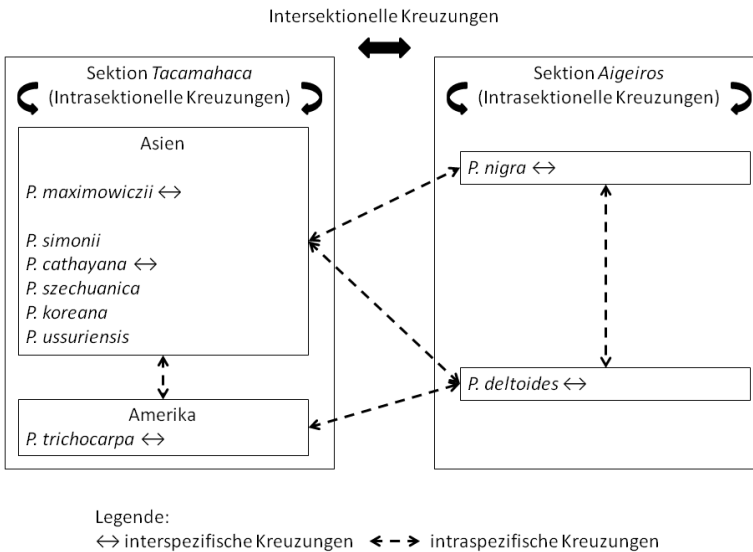 Intersektionelle Kreuzungen
Sektion Tacamahaca
(Intrasektionelle Kreuzungen)
Asien
P. maximowiczii ↔
P. simonii
P. cathayana ↔
P. szechuanica
P. koreana
P. ussuriensis
Amerika
P. trichocarpa ↔
Sektion Aigeiros
(Intrasektionelle Kreuzungen)
P. nigra ↔
P. deltoides ↔
Legende:
↔ interspezifische Kreuzungen intraspezifische Kreuzungen